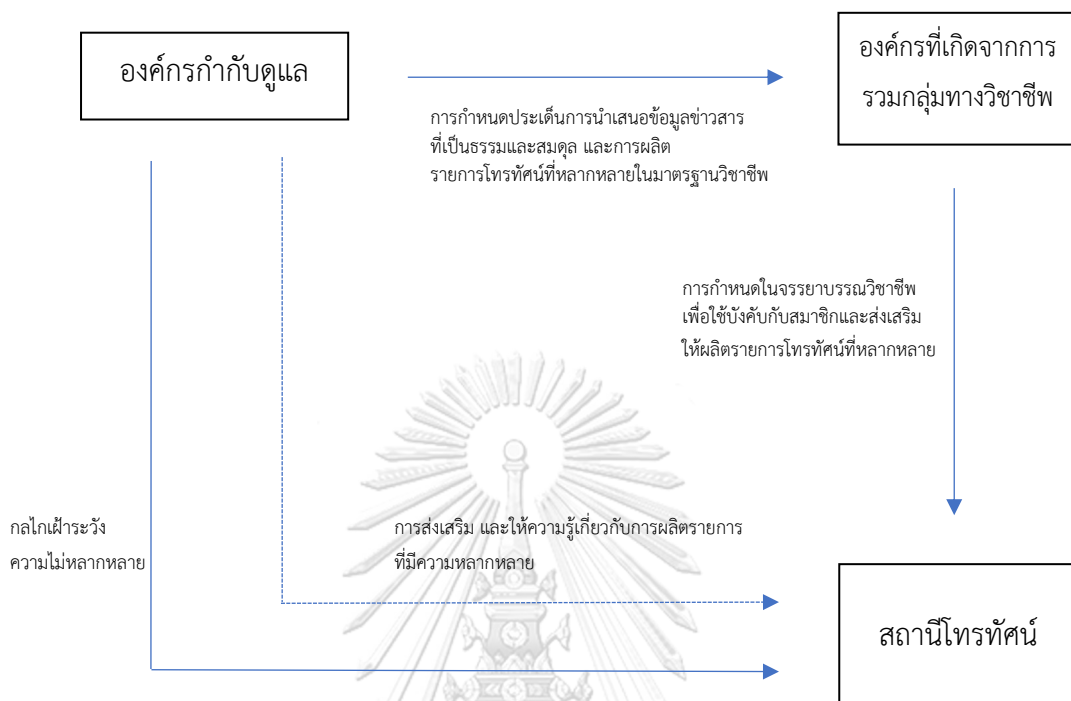 องค์กรกำกับดูแล
องค์กรที่เกิดจากการ
รวมกลุ่มทางวิชาชีพ
การกำหนดประเด็นการนำเสนอข้อมูลข่าวสาร
ที่เป็นธรรมและสมดุล และการผลิต
รายการโทรทัศน์ที่หลากหลายในมาตรฐานวิชาชีพ
การกำหนดในจรรยาบรรณวิชาชีพ
เพื่อใช้บังคับกับสมาชิกและส่งเสริม
ให้ผลิตรายการโทรทัศน์ที่หลากหลาย
กลไกเฝ้าระวัง
ความไม่หลากหลาย
การส่งเสริม และให้ความรู้เกี่ยวกับการผลิตรายการ
ที่มีความหลากหลาย
สถานีโทรทัศน์